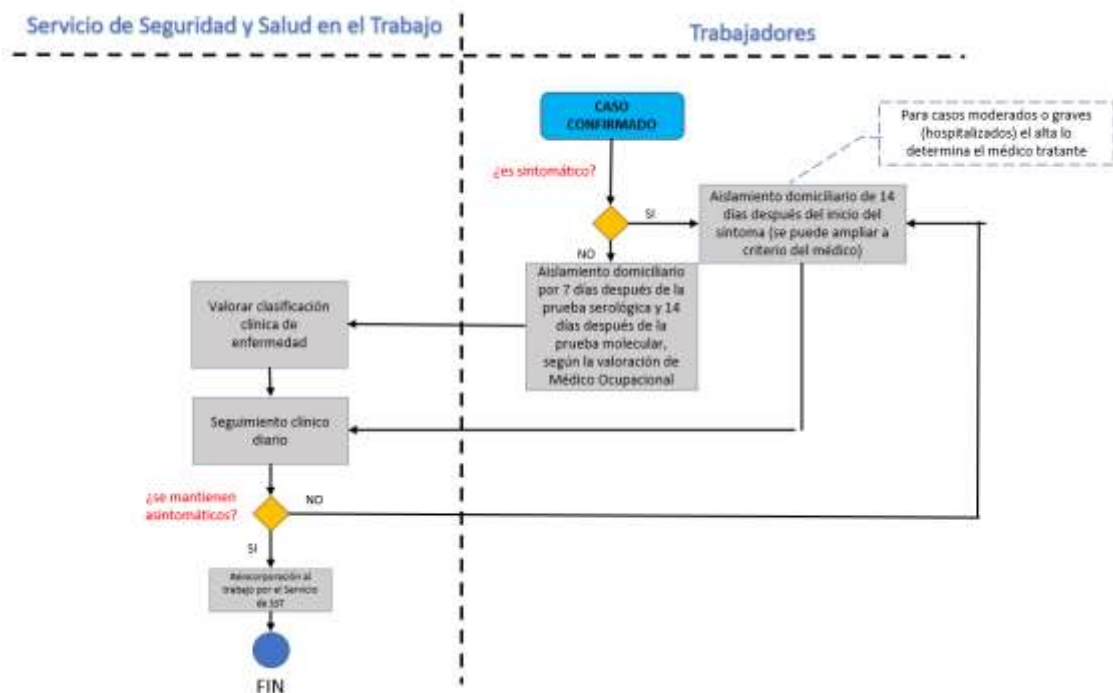 Servicio de Seguridad y Salud en el Trabajo
Trabajadores
CASO
CONFIRMADO
Para casos moderados o graves
(hospitalizados) el alta lo
determina el médico tratante
¿es sintomático?
SI
Aislamiento domiciliario de 14
días después del inicio del
síntoma (se puede ampliar a
criterio del médico)
NO
Aislamiento domiciliario
por 7 días después de la
prueba serológica y 14
días después de la
prueba molecular,
según la valoración de
Médico Ocupacional
Valorar clasificación
clínica de
enfermedad
Seguimiento clínico
diario
¿se mantienen
asintomáticos?
NO
SI
Reincorporación al
trabajo por el Servicio
de SST
FIN